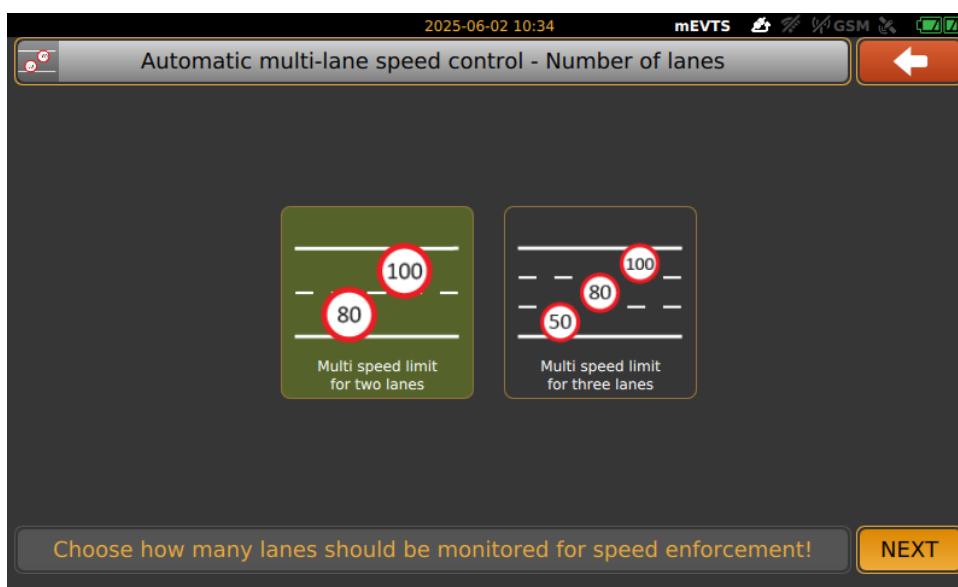 2025-06-02 10:34 mEVTS GSM
Automatic multi-lane speed control - Number of lanes
100
80
Multi speed limit
for two lanes
100
80
50
Multi speed limit
for three lanes
Choose how many lanes should be monitored for speed enforcement!
NEXT